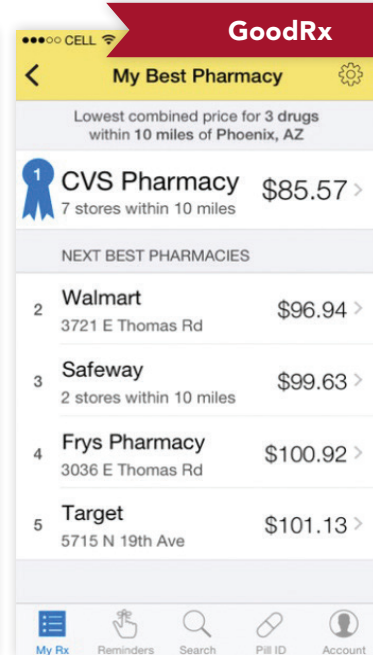 GoodRx
CELL
My Best Pharmacy
Lowest combined price for 3 drugs
within 10 miles of Phoenix, AZ
1
CVS Pharmacy
$85.57
7 stores within 10 miles
NEXT BEST PHARMACIES
2
Walmart
$96.94
3721 E Thomas Rd
3
Safeway
$99.63
2 stores within 10 miles
4
Frys Pharmacy
$100.92
3036 E Thomas Rd
5
Target
$101.13
5715 N 19th Ave
My Rx Reminders Search Pill ID Account